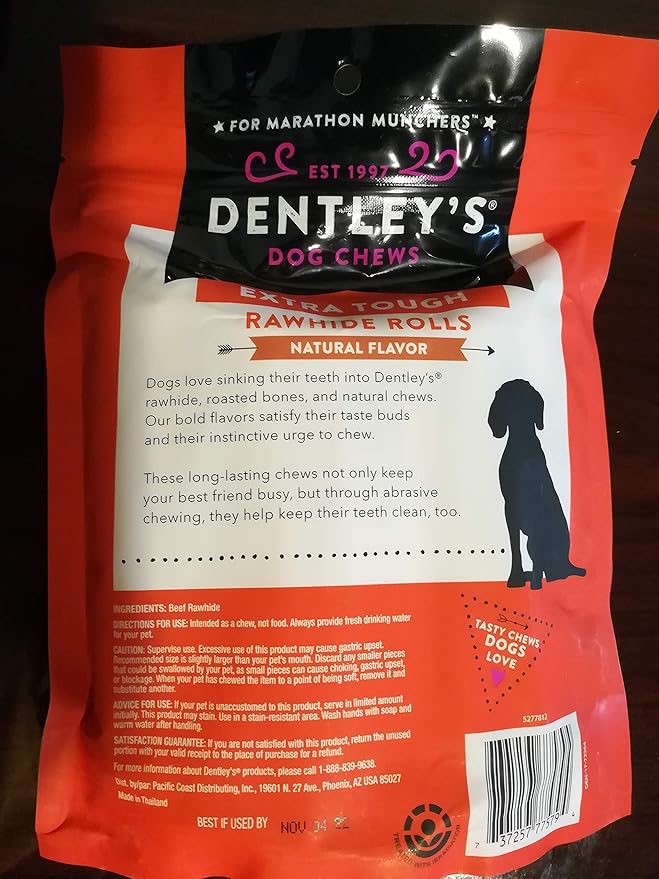 ★ FOR MARATHON MUNCHERS™ ★
EST 1997
DENTLEY'S®
DOG CHEWS
EXTRA TOUGH
RAWHIDE ROLLS
NATURAL FLAVOR
Dogs love sinking their teeth into Dentley's®
rawhide, roasted bones, and natural chews.
Our bold flavors satisfy their taste buds
and their instinctive urge to chew.
These long-lasting chews not only keep
your best friend busy, but through abrasive
chewing, they help keep their teeth clean, too.
INGREDIENTS: Beef Rawhide
DIRECTIONS FOR USE: Intended as a chew, not food. Always provide fresh drinking water
for your pet.
CAUTION: Supervise use. Excessive use of this product may cause gastric upset.
Recommended size is slightly larger than your pet's mouth. Discard any smaller pieces
that could be swallowed by your pet, as small pieces can cause choking, gastric upset,
or blockage. When your pet has chewed the item to a point of being soft, remove it and
substitute another.
ADVICE FOR USE: If your pet is unaccustomed to this product, serve in limited amount
initially. This product may stain. Use in a stain-resistant area. Wash hands with soap and
warm water after handling.
SATISFACTION GUARANTEE: If you are not satisfied with this product, return the unused
portion with your valid receipt to the place of purchase for a refund.
For more information about Dentley's® products, please call 1-888-839-9638.
Dist. by/par: Pacific Coast Distributing, Inc., 19601 N. 27 Ave., Phoenix, AZ USA 85027
Made in Thailand
BEST IF USED BY NOV 04 22
TASTY CHEWS
DOGS
LOVE
5277812
7 37257 77579 4
TREATED WITH IRRADIATION